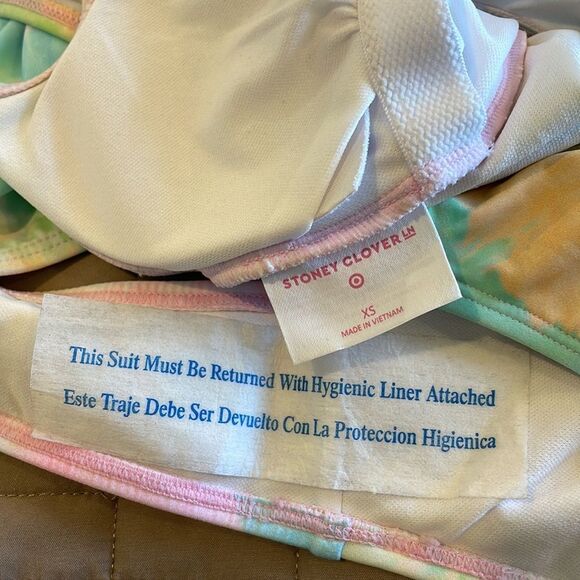 STONEY CLOVER LN
XS
MADE IN VIETNAM
This Suit Must Be Returned With Hygienic Liner Attached
Este Traje Debe Ser Devuelto Con La Proteccion Higienica